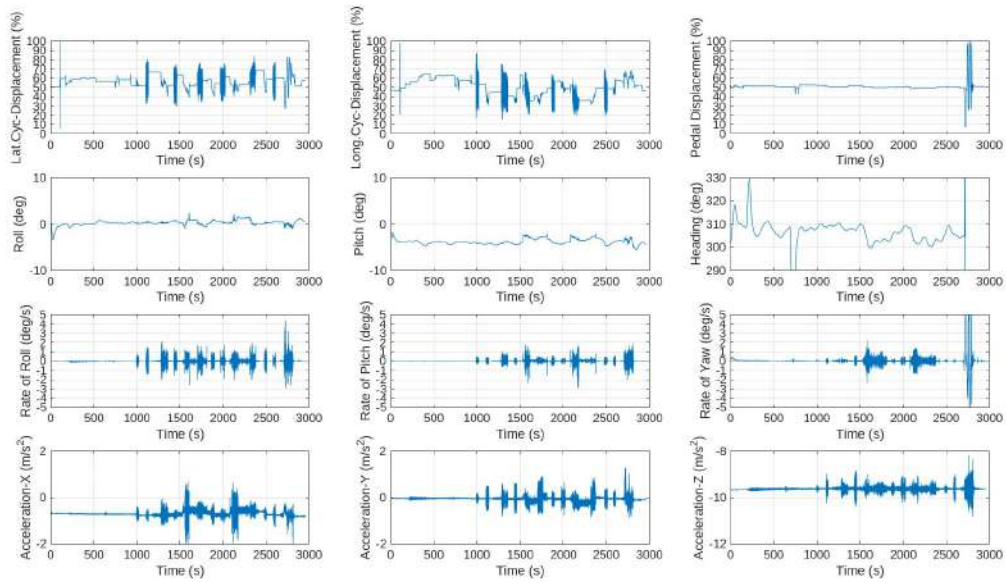 Lat.Cyc-Displacement (%)
100
90
80
70
60
50
40
30
20
10
0
0 500 1000 1500 2000 2500 3000
Time (s)
Long.Cyc-Displacement (%)
100
90
80
70
60
50
40
30
20
10
0
0 500 1000 1500 2000 2500 3000
Time (s)
Pedal Displacement (%)
100
90
80
70
60
50
40
30
20
10
0
0 500 1000 1500 2000 2500 3000
Time (s)
Roll (deg)
10
0
-10
0 500 1000 1500 2000 2500 3000
Time (s)
Pitch (deg)
10
0
-10
0 500 1000 1500 2000 2500 3000
Time (s)
Heading (deg)
330
320
310
300
290
0 500 1000 1500 2000 2500 3000
Time (s)
Rate of Roll (deg/s)
5
4
3
2
1
0
-1
-2
-3
-4
-5
0 500 1000 1500 2000 2500 3000
Time (s)
Rate of Pitch (deg/s)
5
4
3
2
1
0
-1
-2
-3
-4
-5
0 500 1000 1500 2000 2500 3000
Time (s)
Rate of Yaw (deg/s)
5
4
3
2
1
0
-1
-2
-3
-4
-5
0 500 1000 1500 2000 2500 3000
Time (s)
Acceleration-X (m/s²)
2
0
-2
0 500 1000 1500 2000 2500 3000
Time (s)
Acceleration-Y (m/s²)
2
0
-2
0 500 1000 1500 2000 2500 3000
Time (s)
Acceleration-Z (m/s²)
-8
-10
-12
0 500 1000 1500 2000 2500 3000
Time (s)